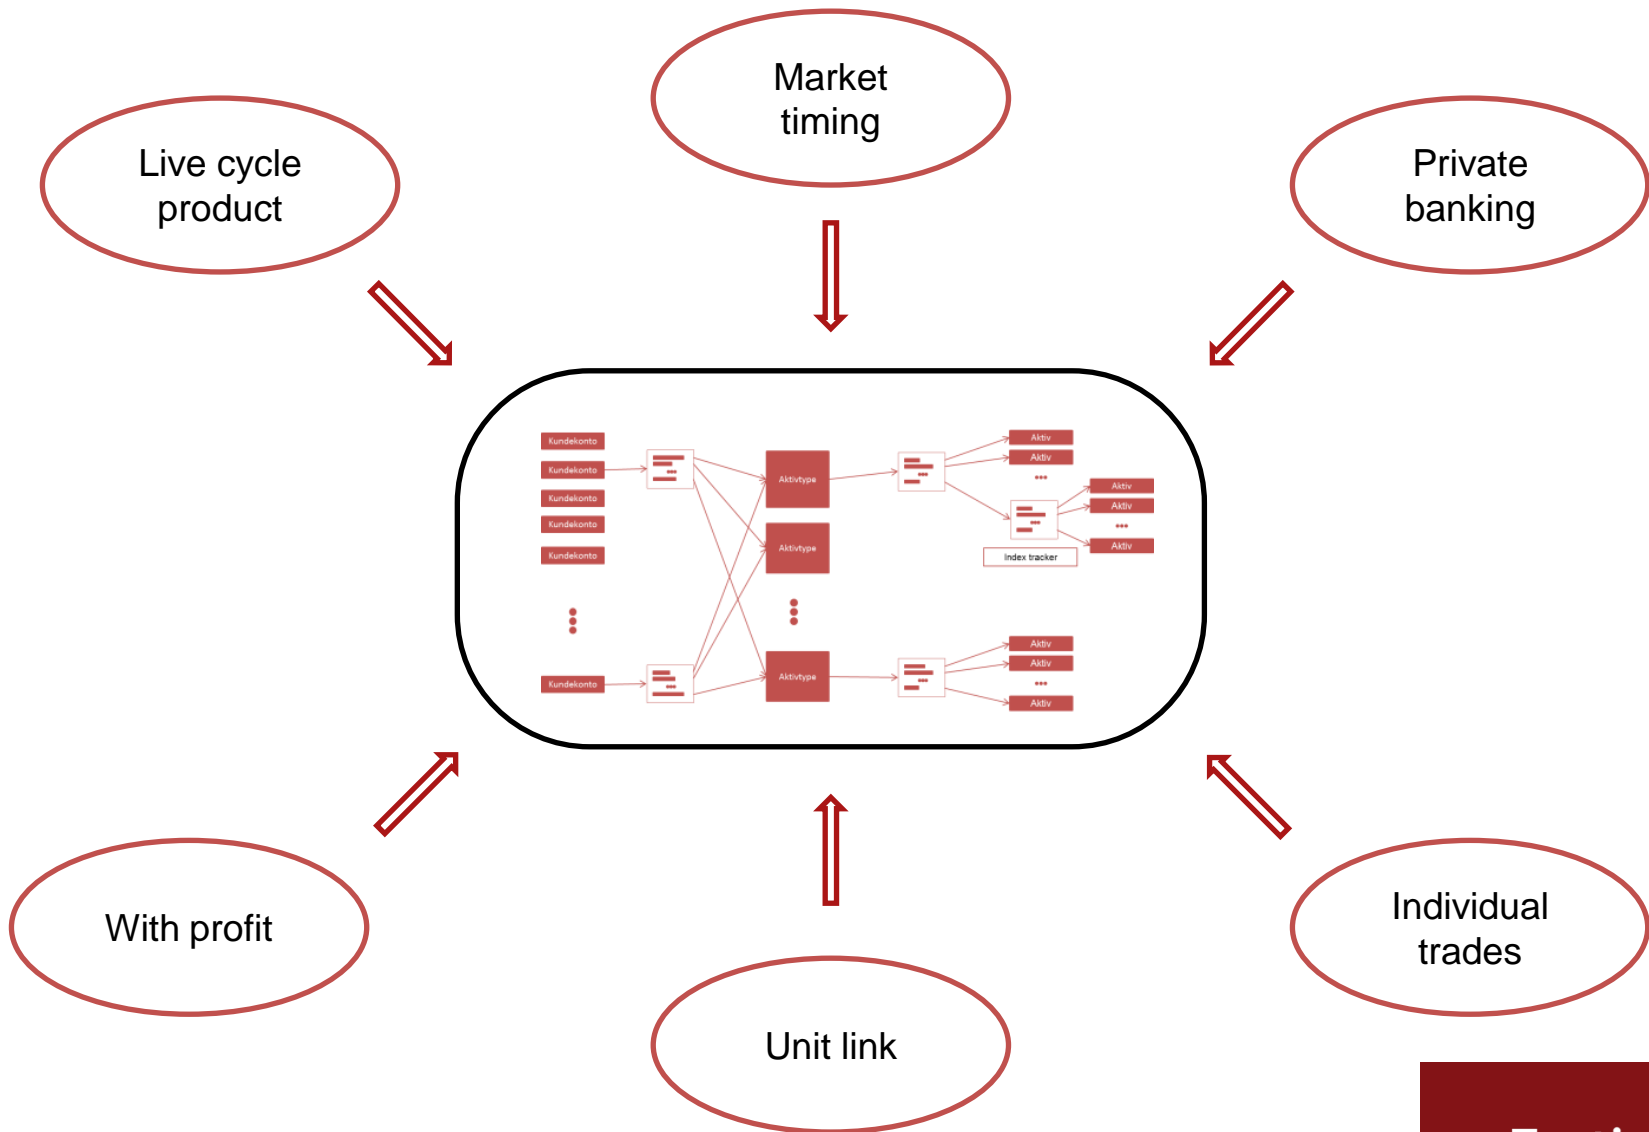 Market
timing
Live cycle
product
Private
banking
Kundekonto
Kundekonto
Kundekonto
Kundekonto
Kundekonto
Kundekonto
Aktivtype
Aktivtype
Aktivtype
Aktiv
Aktiv
Aktiv
Aktiv
Aktiv
Index tracker
Aktiv
Aktiv
Aktiv
With profit
Unit link
Individual
trades